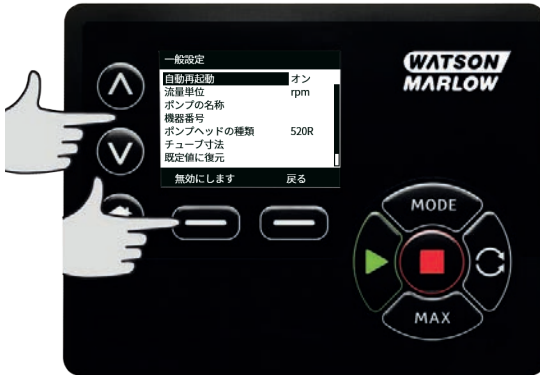 一般設定
自動再起動 オン
流量単位 rpm
ポンプの名称
機器番号
ポンプヘッドの種類 520R
チューブ寸法
既定値に復元
無効にします 戻る
WATSON
MARLOW
MODE
MAX